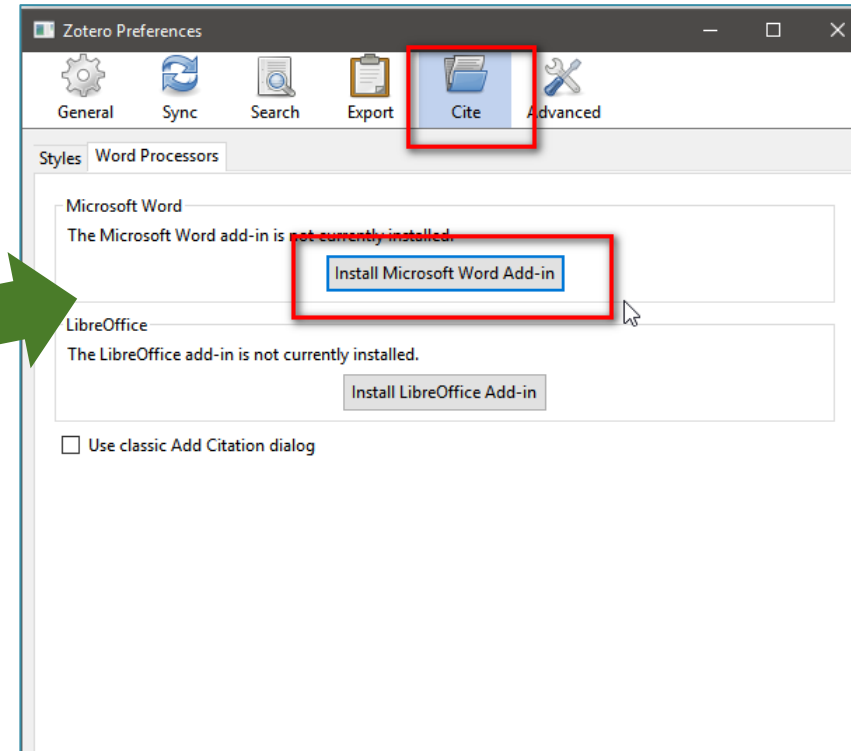 Zotero Preferences
General Sync Search Export Cite Advanced
Styles Word Processors
Microsoft Word
The Microsoft Word add-in is not currently installed.
Install Microsoft Word Add-in
LibreOffice
The LibreOffice add-in is not currently installed.
Install LibreOffice Add-in
Use classic Add Citation dialog